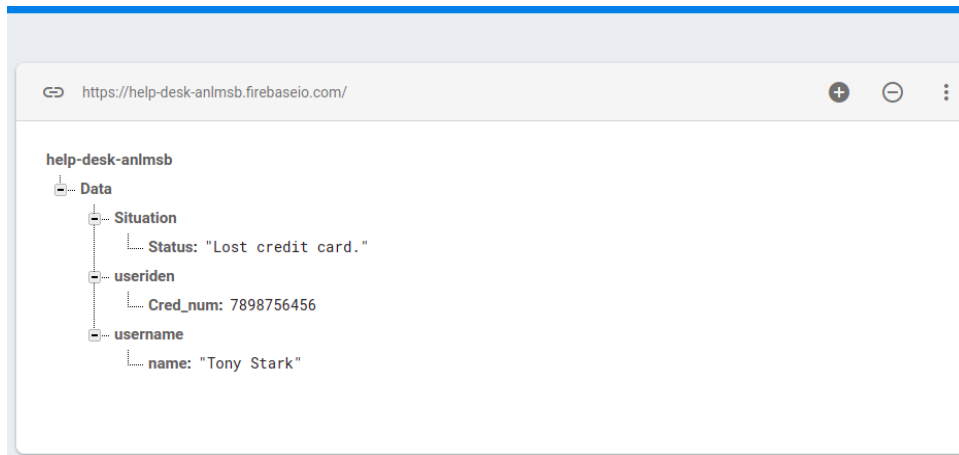 https://help-desk-anlmsb.firebaseio.com/
help-desk-anlmsb
Data
Situation
Status: "Lost credit card."
useriden
Cred_num: 7898756456
username
name: "Tony Stark"